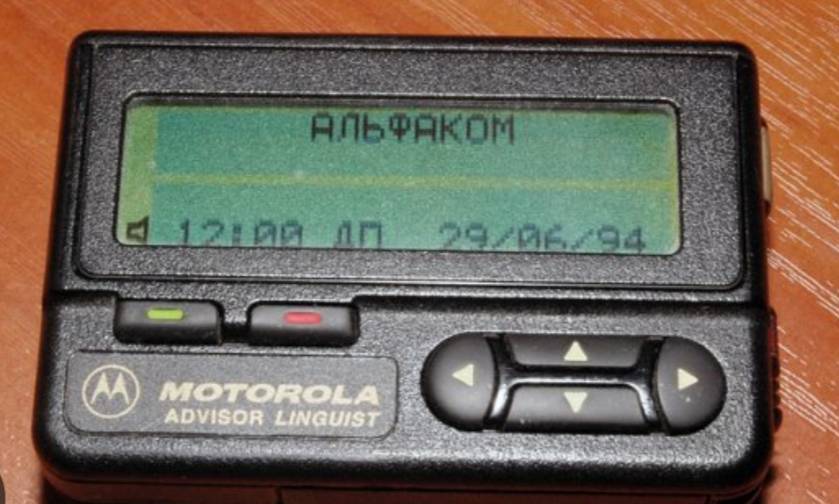 АЛЬФАКОМ
12:00 ДП 29/06/94
MOTOROLA
ADVISOR LINGUIST